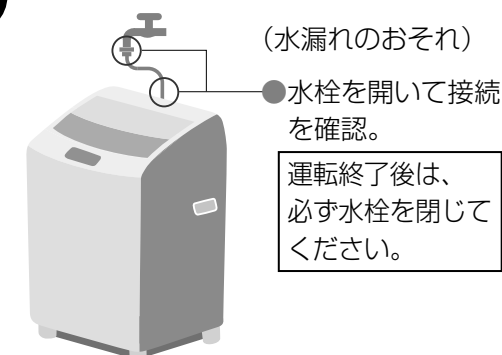 （水漏れのおそれ）
●水栓を開いて接続
を確認。
運転終了後は、
必ず水栓を閉じて
ください。